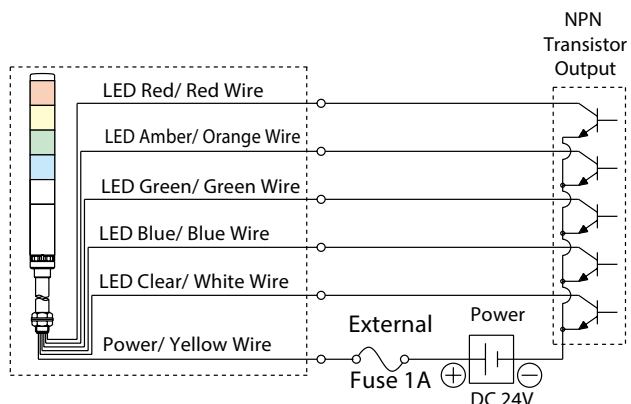 NPN
Transistor
Output
LED Red/ Red Wire
LED Amber/ Orange Wire
LED Green/ Green Wire
LED Blue/ Blue Wire
LED Clear/ White Wire
Power/ Yellow Wire
External
Fuse 1A
Power
+
−
DC 24V